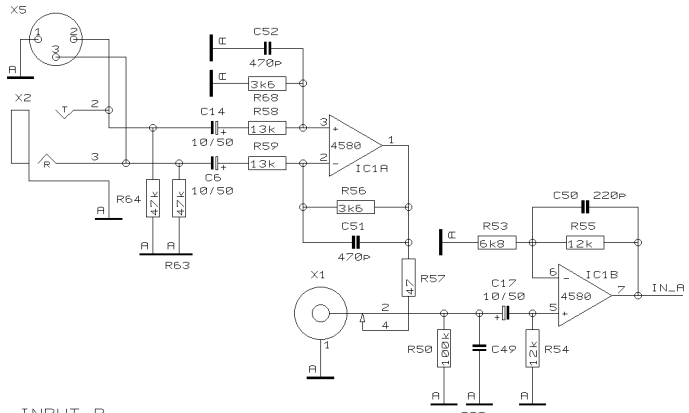 X5
1
2
3
A
C52
470p
A
A
3k6
R68
X2
T
2
R
3
C14
10/50
R58
13k
R59
13k
C6
10/50
3
+
2
-
4580
1
IC1A
R64
47k
47k
A
A
A
R63
R56
3k6
C51
470p
R57
47
X1
2
4
1
A
C50
220p
A
R53
6k8
R55
12k
6
-
IC1B
4580
7
IN_A
C17
10/50
+
5
+
R50
100k
C49
12k
R54
A
A
A